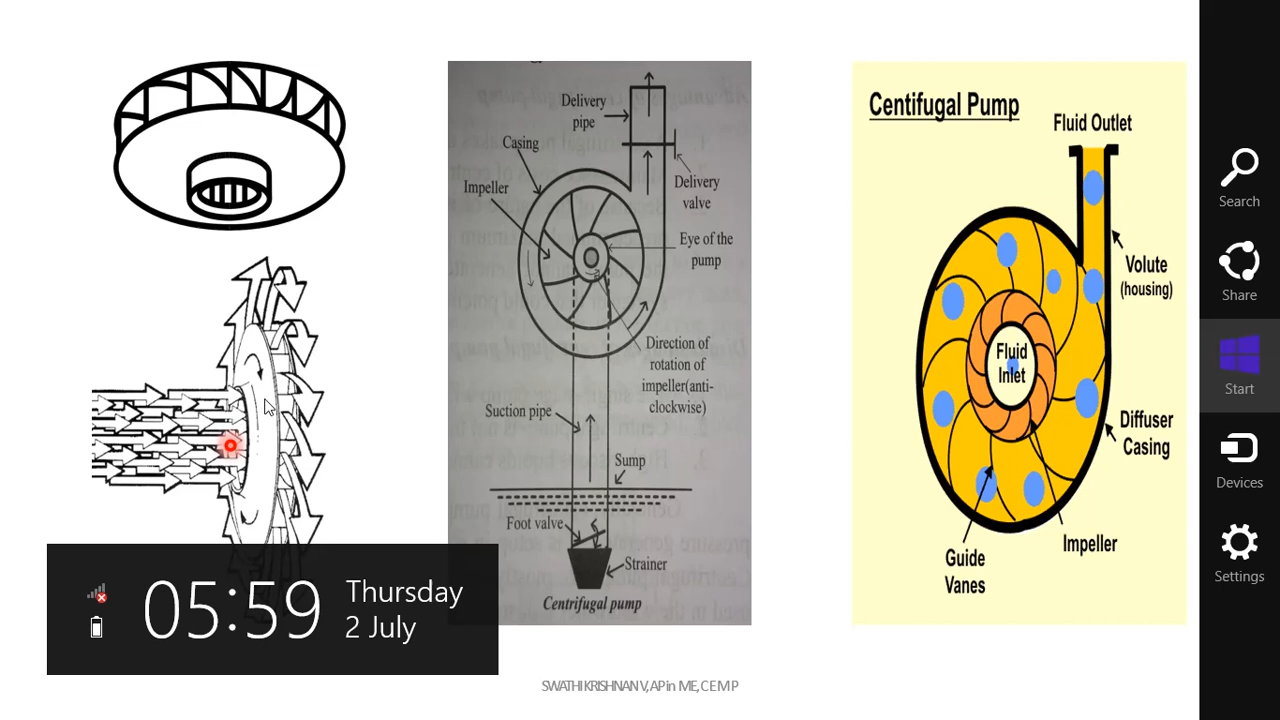 Delivery
pipe
Casing
Impeller
Delivery
valve
Eye of the
pump
Direction of
rotation of
impeller(anti-
clockwise)
Suction pipe
Sump
Foot valve
Strainer
Centrifugal pump
Centifugal Pump
Fluid Outlet
Volute
(housing)
Fluid
Inlet
Diffuser
Casing
Impeller
Guide
Vanes
Search
Share
Start
Devices
Settings
05:59
Thursday
2 July
SWATHI KRISHNAN V, AP in ME, CEMP